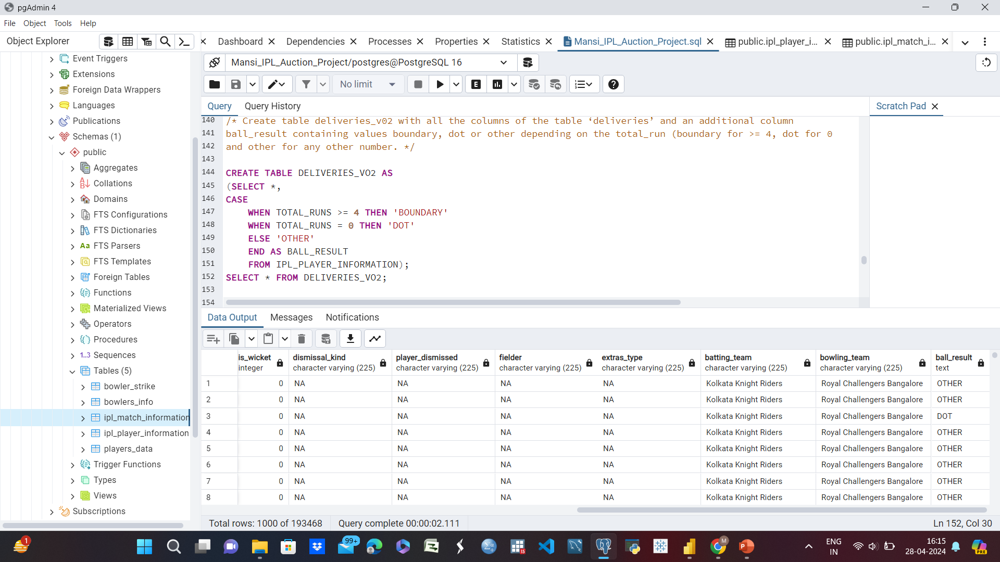 pgAdmin 4
File Object Tools Help
Object Explorer
Dashboard Dependencies Processes Properties Statistics Mansi_IPL_Auction_Project.sql public.ipl_player_i... public.ipl_match_i...
Mansi_IPL_Auction_Project/postgres@PostgreSQL 16
No limit
E
Query Query History
Scratch Pad
Event Triggers
Extensions
Foreign Data Wrappers
Languages
Publications
Schemas (1)
public
Aggregates
Collations
Domains
FTS Configurations
FTS Dictionaries
Aa FTS Parsers
FTS Templates
Foreign Tables
Functions
Materialized Views
Operators
Procedures
1..3 Sequences
Tables (5)
bowler_strike
bowlers_info
ipl_match_information
ipl_player_information
players_data
Trigger Functions
Types
Views
Subscriptions
140 /* Create table deliveries_v02 with all the columns of the table ‘deliveries’ and an additional column
141 ball_result containing values boundary, dot or other depending on the total_run (boundary for >= 4, dot for 0
142 and other for any other number. */
143
144 CREATE TABLE DELIVERIES_VO2 AS
145 (SELECT *,
146 CASE
147 WHEN TOTAL_RUNS >= 4 THEN 'BOUNDARY'
148 WHEN TOTAL_RUNS = 0 THEN 'DOT'
149 ELSE 'OTHER'
150 END AS BALL_RESULT
151 FROM IPL_PLAYER_INFORMATION);
152 SELECT * FROM DELIVERIES_VO2;
153
154
Data Output Messages Notifications
is_wicket dismissal_kind player_dismissed fielder extras_type batting_team bowling_team ball_result
integer character varying (225) character varying (225) character varying (225) character varying (225) character varying (225) character varying (225) text
1 0 NA NA NA NA Kolkata Knight Riders Royal Challengers Bangalore OTHER
2 0 NA NA NA NA Kolkata Knight Riders Royal Challengers Bangalore OTHER
3 0 NA NA NA NA Kolkata Knight Riders Royal Challengers Bangalore DOT
4 0 NA NA NA NA Kolkata Knight Riders Royal Challengers Bangalore OTHER
5 0 NA NA NA NA Kolkata Knight Riders Royal Challengers Bangalore OTHER
6 0 NA NA NA NA Kolkata Knight Riders Royal Challengers Bangalore OTHER
7 0 NA NA NA NA Kolkata Knight Riders Royal Challengers Bangalore OTHER
8 0 NA NA NA NA Kolkata Knight Riders Royal Challengers Bangalore OTHER
Total rows: 1000 of 193468 Query complete 00:00:02.111 Ln 152, Col 30
1 99+ 15 M P ENG 16:15 PRE
IN 28-04-2024